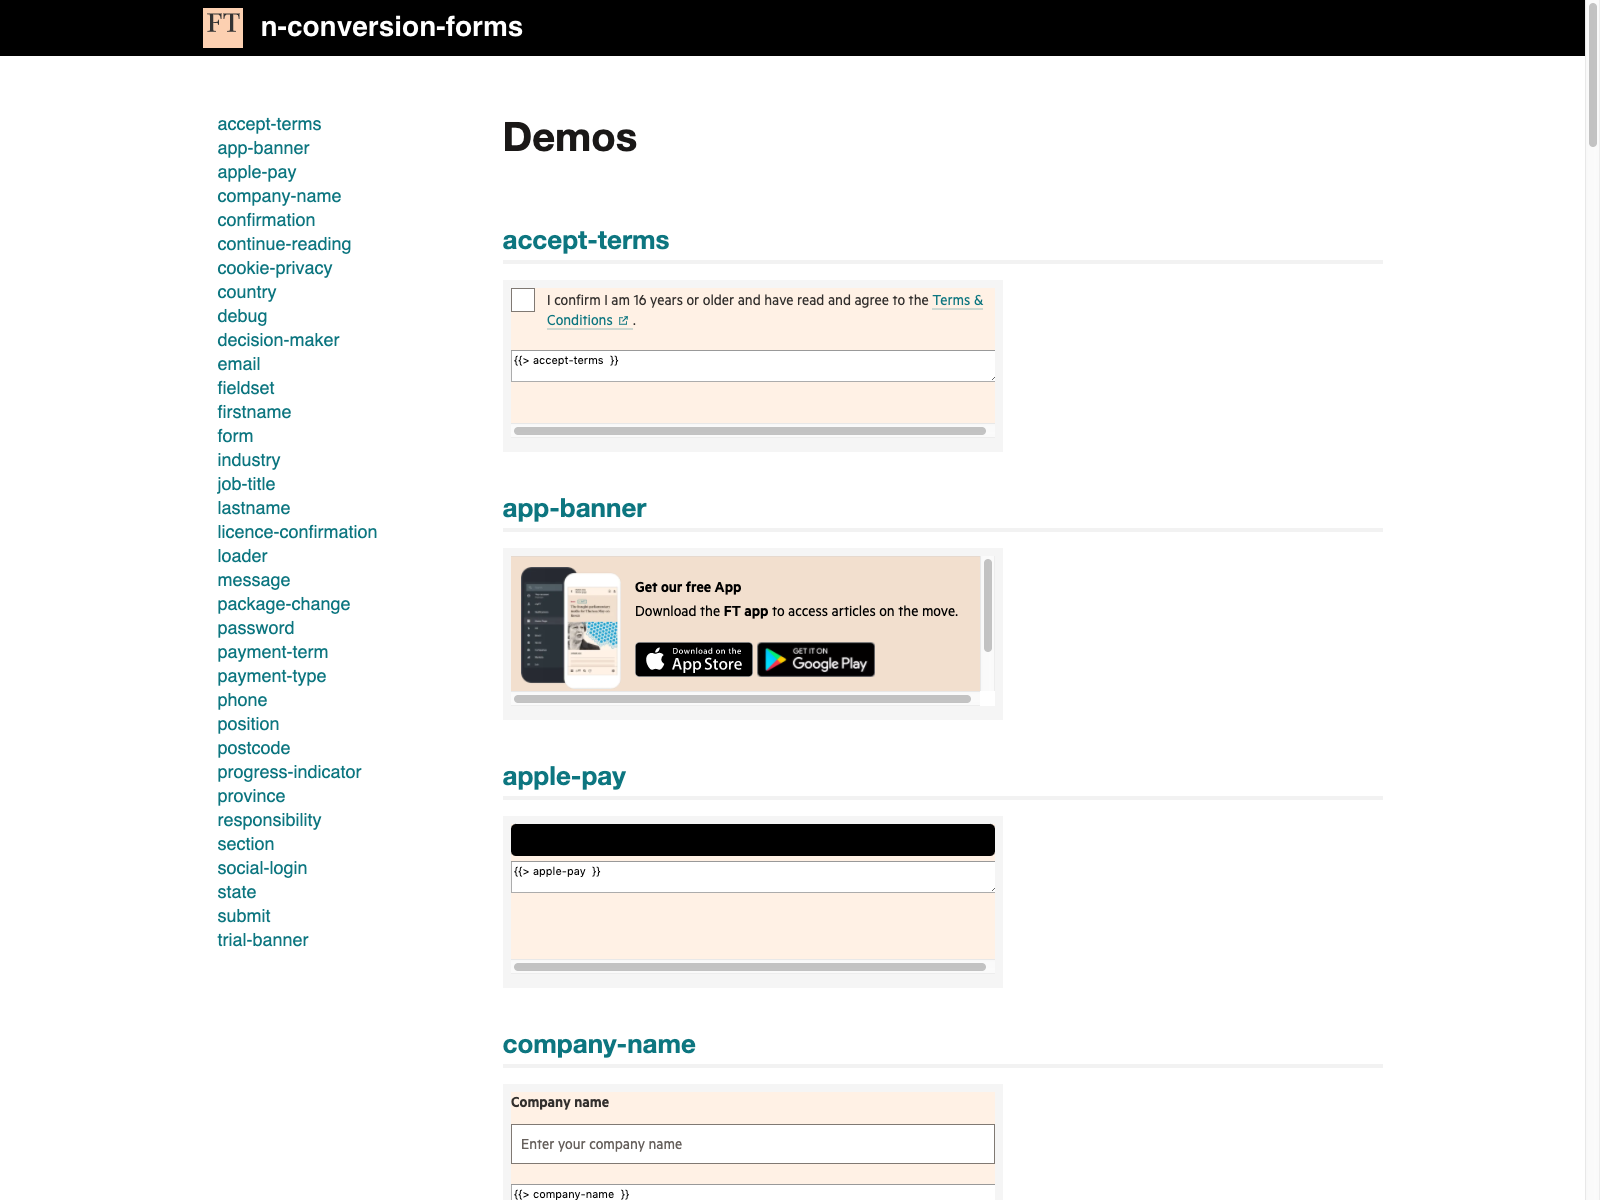 FT n-conversion-forms
accept-terms
app-banner
apple-pay
company-name
confirmation
continue-reading
cookie-privacy
country
debug
decision-maker
email
fieldset
firstname
form
industry
job-title
lastname
licence-confirmation
loader
message
package-change
password
payment-term
payment-type
phone
position
postcode
progress-indicator
province
responsibility
section
social-login
state
submit
trial-banner
Demos
accept-terms
I confirm I am 16 years or older and have read and agree to the Terms &
Conditions .
{{> accept-terms }}
app-banner
Get our free App
Download the FT app to access articles on the move.
Download on the
App Store
GET IT ON
Google Play
apple-pay
{{> apple-pay }}
company-name
Company name
Enter your company name
{{> company-name }}